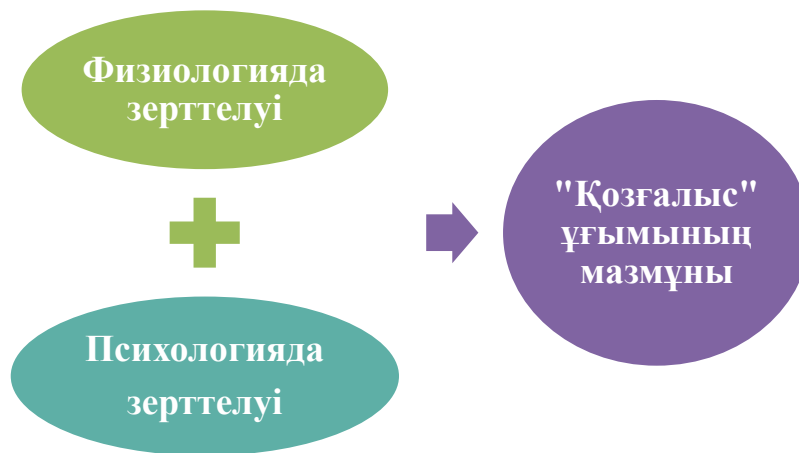 Физиологияда
зерттелуі
Психологияда
зерттелуі
"Қозғалыс"
ұғымының
мазмұны